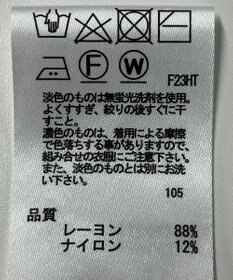 F W
F23HT
淡色のものは無蛍光洗剤を使用。
よくすすぎ、絞りの後すぐに干
すこと。
濃色のものは、着用による摩擦
で色落ちする事がありますので、
組み合せの衣服にご注意下さい。
また、淡色のものとは別にお洗
い下さい。
105
品質
レーヨン 88%
ナイロン 12%